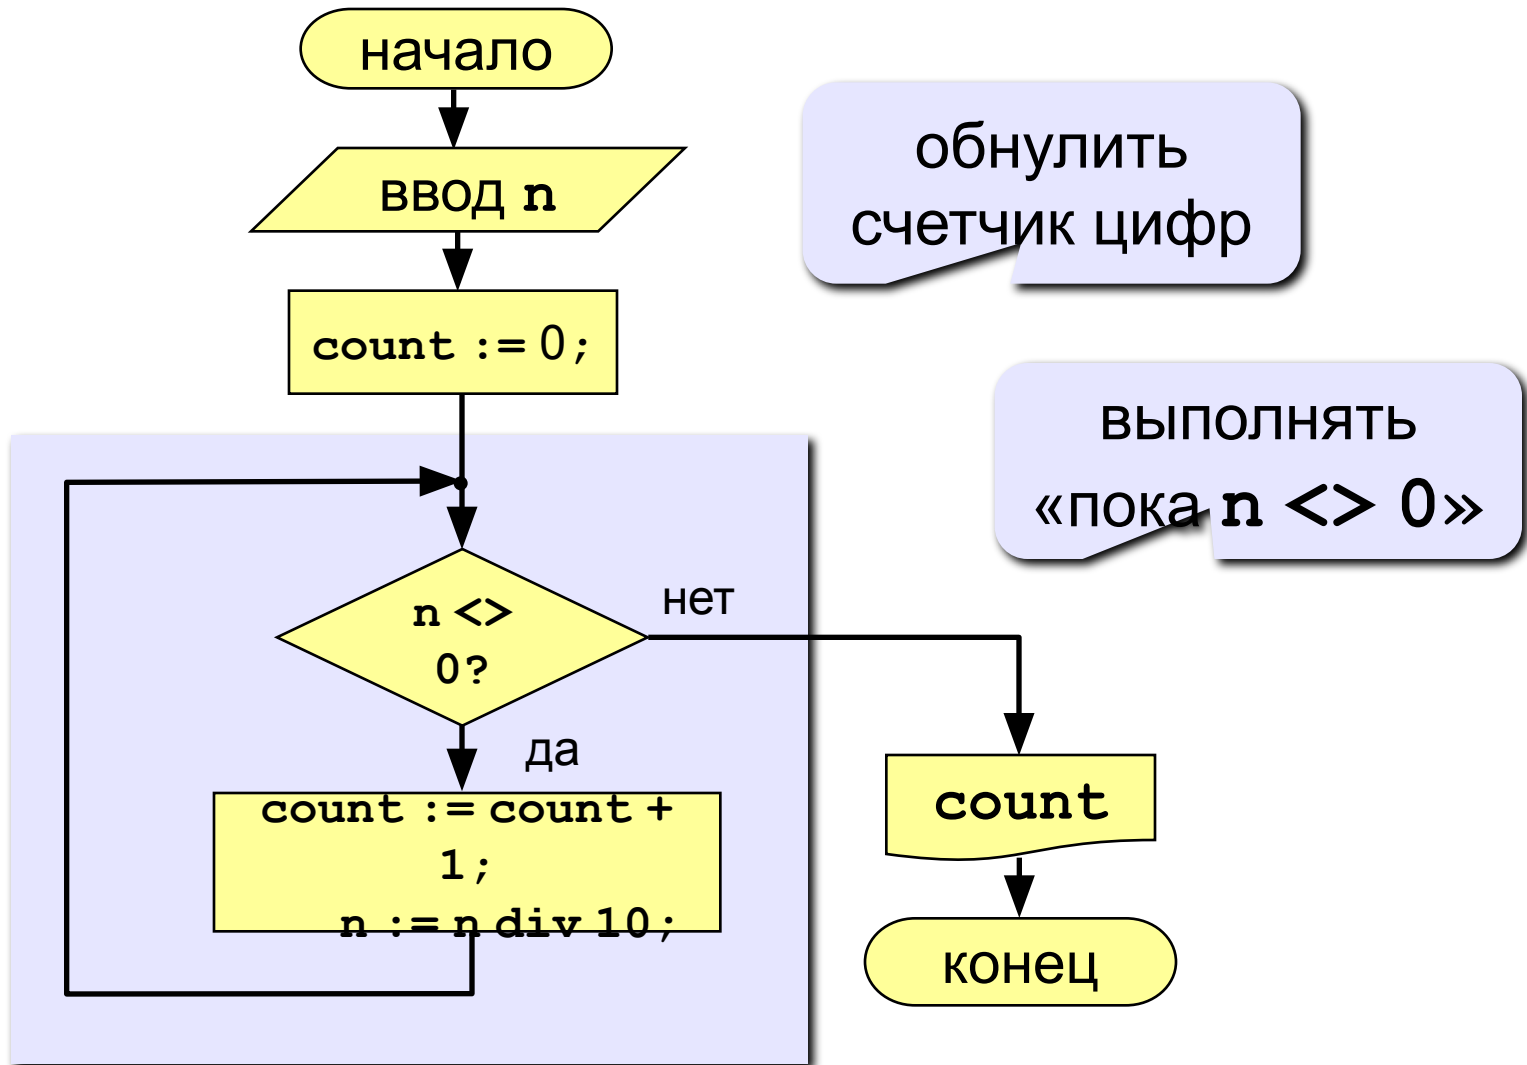 начало
ввод n
обнулить
счетчик цифр
count := 0;
выполнять
«пока n <> 0»
n <>
0?
нет
да
count := count +
1;
n := n div 10;
count
конец